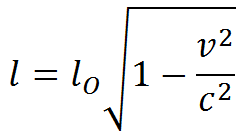 l = l_O √(1 − v²/c²)